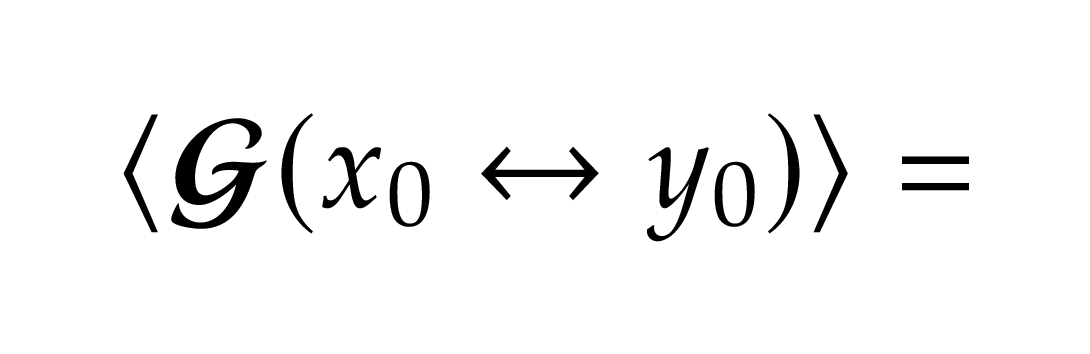 ⟨𝓖(x₀ ↔ y₀)⟩ =